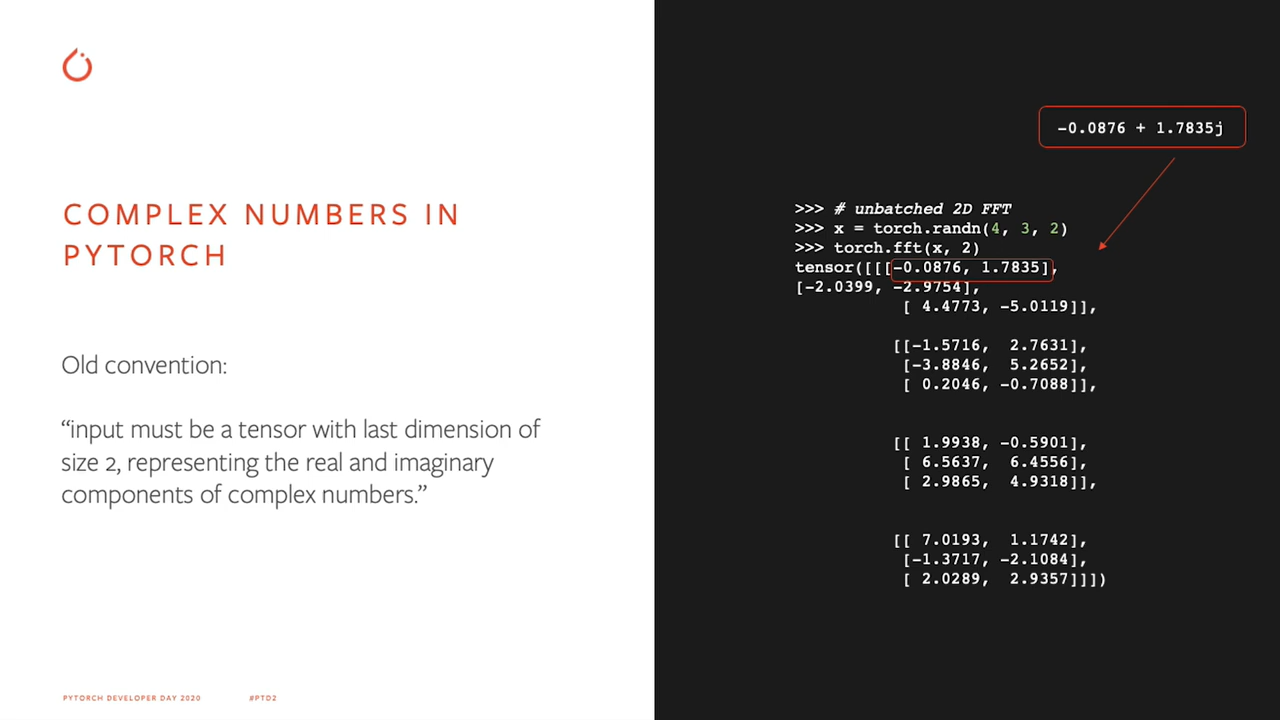 COMPLEX NUMBERS IN
PYTORCH
Old convention:
“input must be a tensor with last dimension of
size 2, representing the real and imaginary
components of complex numbers.”
PYTORCH DEVELOPER DAY 2020
#PTD2
-0.0876 + 1.7835j
>>> # unbatched 2D FFT
>>> x = torch.randn(4, 3, 2)
>>> torch.fft(x, 2)
tensor([[[-0.0876, 1.7835],
[-2.0399, -2.9754],
[ 4.4773, -5.0119]],
[[-1.5716,  2.7631],
[-3.8846,  5.2652],
[ 0.2046, -0.7088]],
[[ 1.9938, -0.5901],
[ 6.5637,  6.4556],
[ 2.9865,  4.9318]],
[[ 7.0193,  1.1742],
[-1.3717, -2.1084],
[ 2.0289,  2.9357]]])